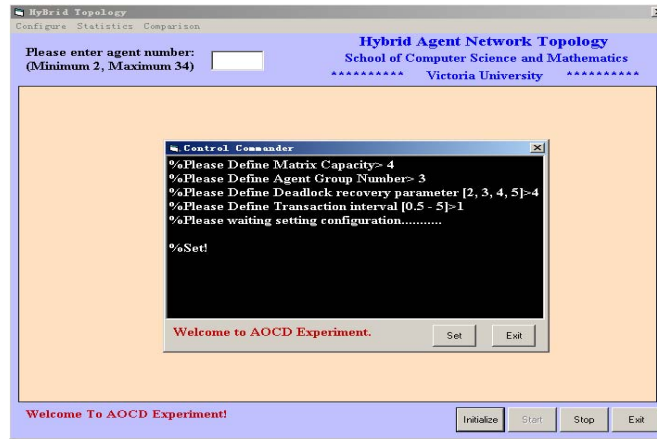 HyBrid Topology
Configure Statistics Comparison
Please enter agent number:
(Minimum 2, Maximum 34)
Hybrid Agent Network Topology
School of Computer Science and Mathematics
********** Victoria University **********
Control Commander
%Please Define Matrix Capacity> 4
%Please Define Agent Group Number> 3
%Please Define Deadlock recovery parameter [2, 3, 4, 5]>4
%Please Define Transaction interval [0.5 - 5]>1
%Please waiting setting configuration...........
%Set!
Welcome to AOCD Experiment.
Set Exit
Welcome To AOCD Experiment!
Initialize Start Stop Exit